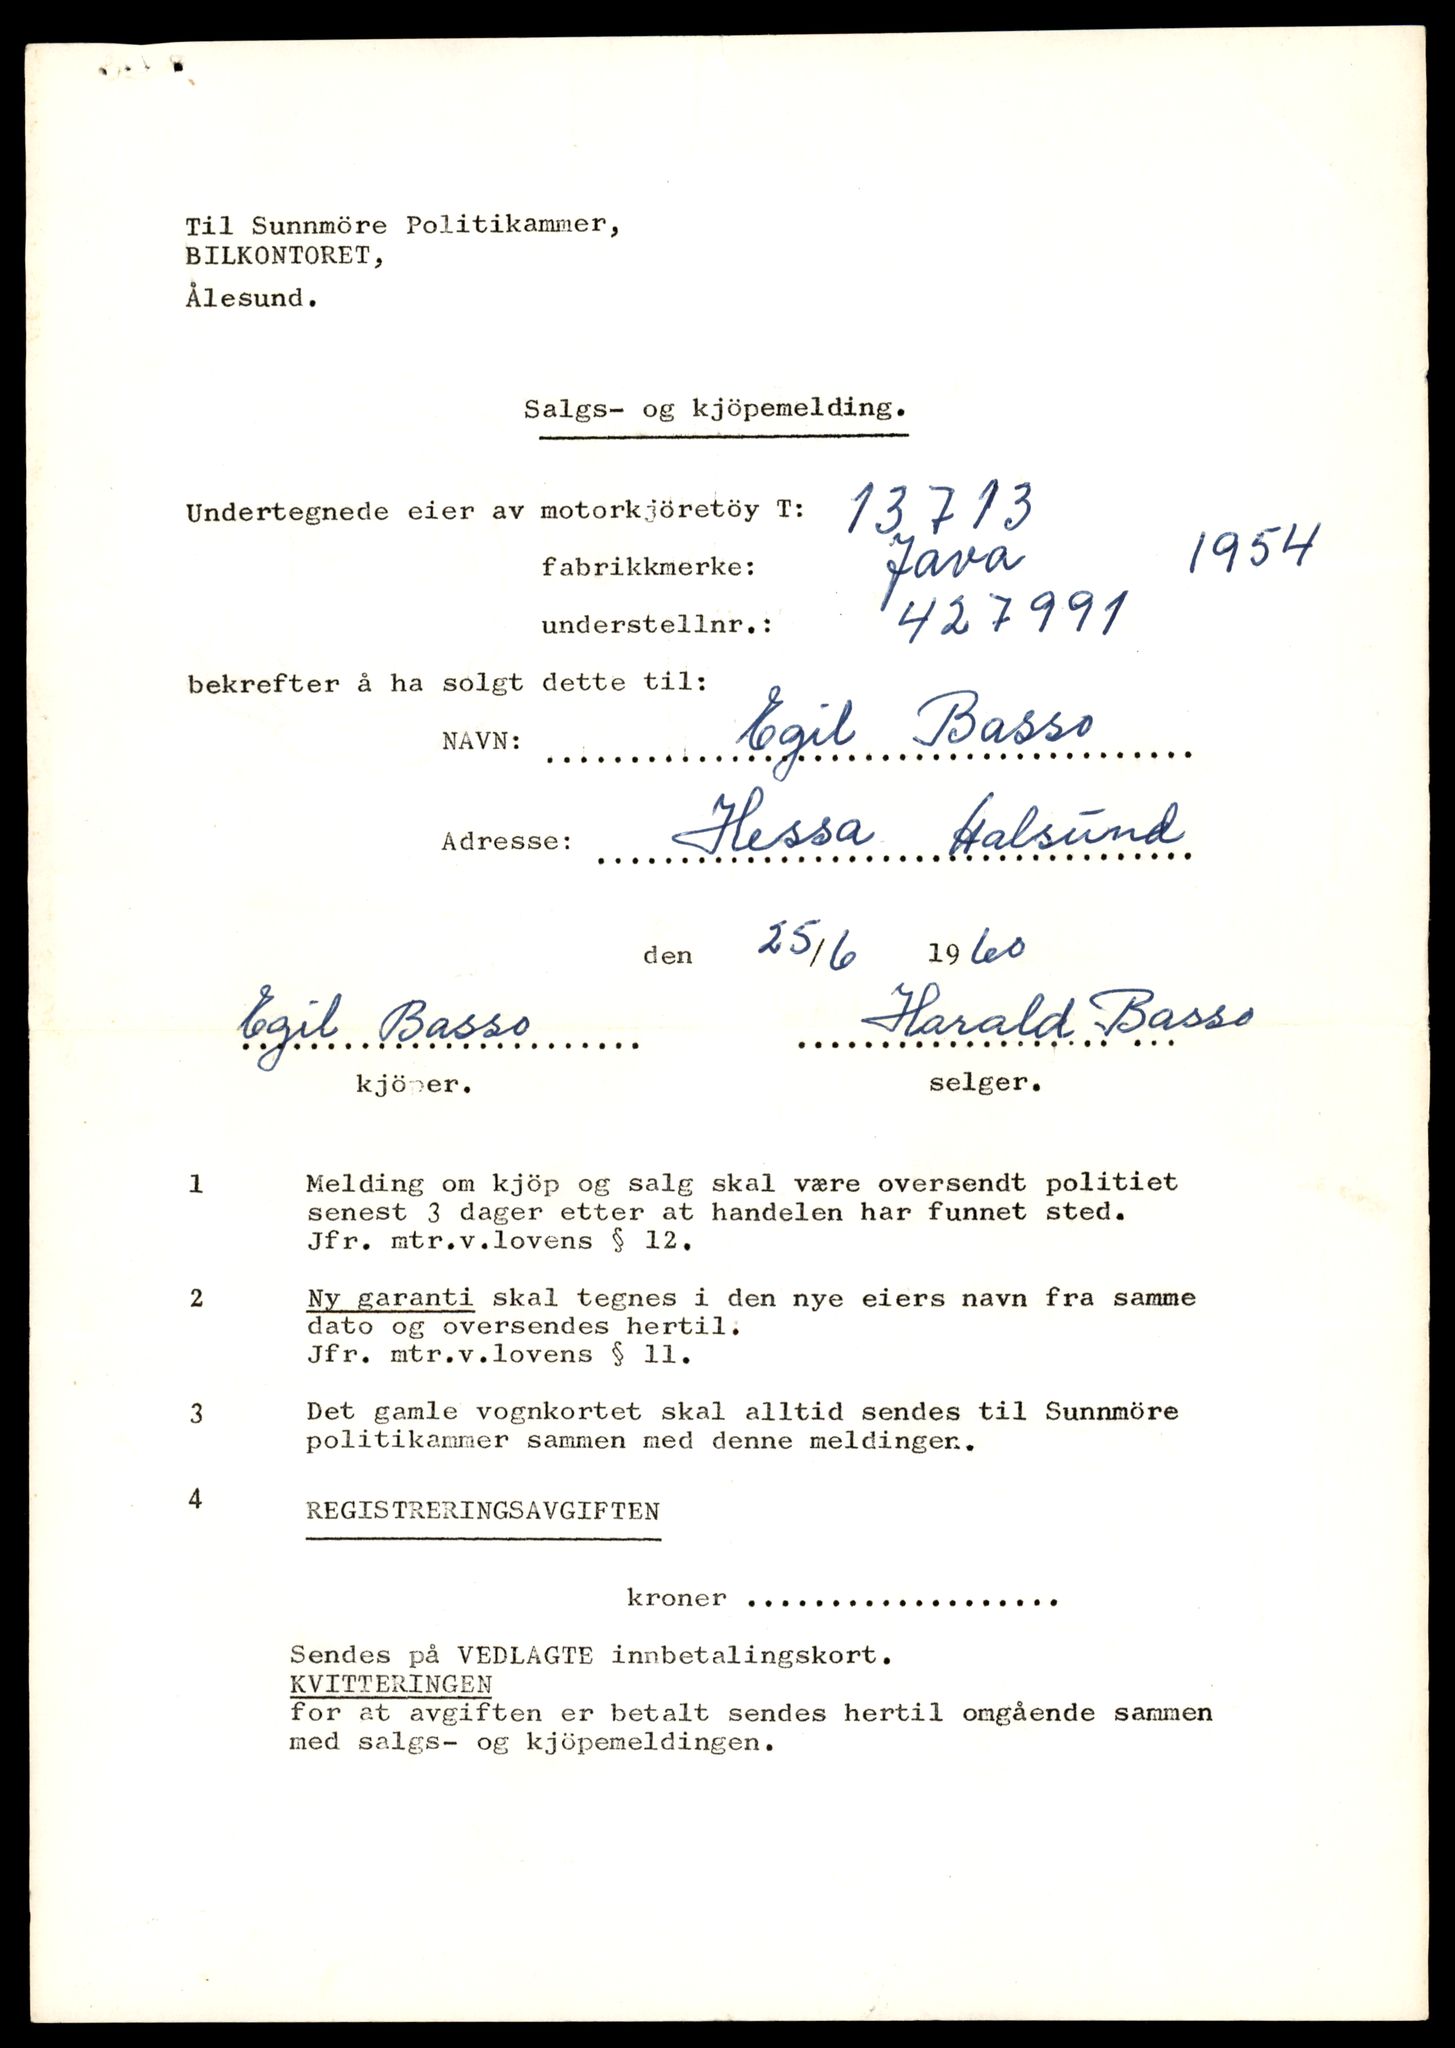 Til Sunnmöre Politikammer,
BILKONTORET,
Ålesund.
Salgs- og kjöpemelding.
Undertegnede eier av motorkjöretöy T: 13713
fabrikkmerke: Java 1954
understellnr.: 427991
bekrefter å ha solgt dette til:
NAVN: Egil Basso
Adresse: Hessa Aalsund
den 25/6 1960
Egil Basso Harald Basso
kjöper. selger.
1 Melding om kjöp og salg skal være oversendt politiet
senest 3 dager etter at handelen har funnet sted.
Jfr. mtr.v.lovens § 12.
2 Ny garanti skal tegnes i den nye eiers navn fra samme
dato og oversendes hertil.
Jfr. mtr.v.lovens § 11.
3 Det gamle vognkortet skal alltid sendes til Sunnmöre
politikammer sammen med denne meldingen.
4 REGISTRERINGSAVGIFTEN
kroner ...................
Sendes på VEDLAGTE innbetalingskort.
KVITTERINGEN
for at avgiften er betalt sendes hertil omgående sammen
med salgs- og kjöpemeldingen.